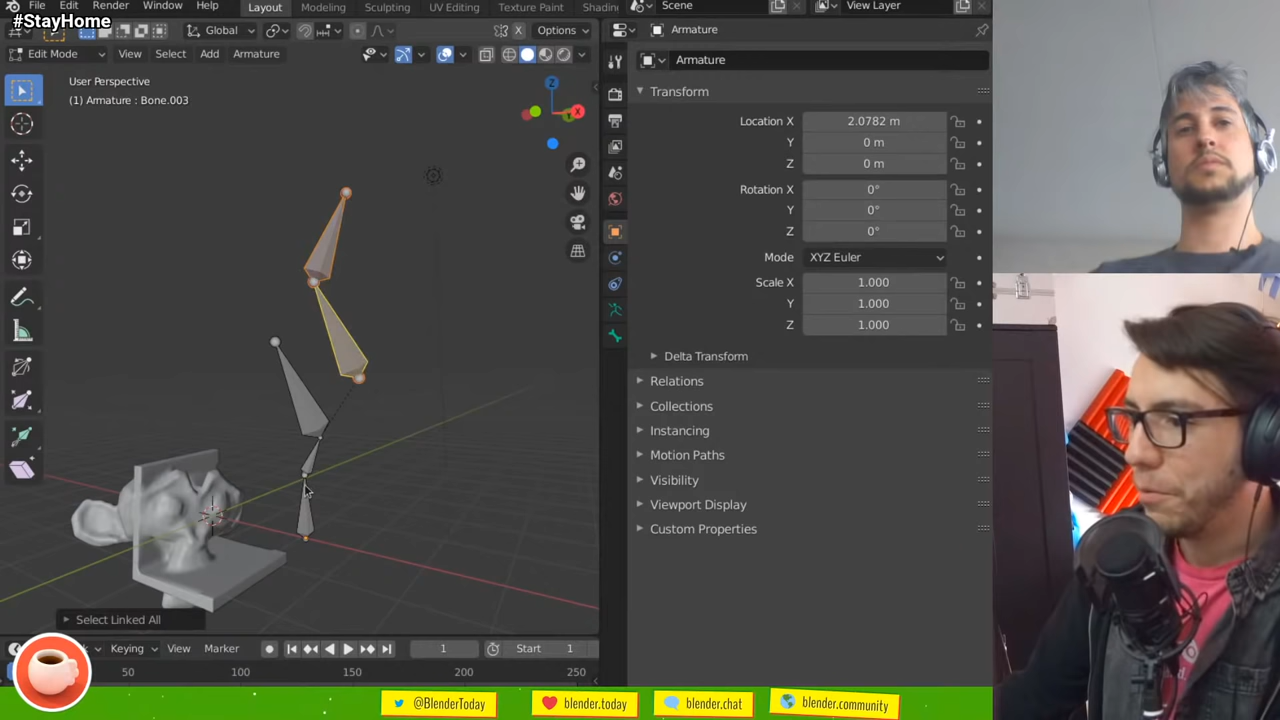 File Edit Render Window Help Layout Modeling Sculpting UV Editing Texture Paint Shading
Scene View Layer
#StayHome
Global X Options
Armature
Edit Mode View Select Add Armature
Armature
User Perspective
(1) Armature : Bone.003
Z
X
Transform
Location X 2.0782 m
Y 0 m
Z 0 m
Rotation X 0°
Y 0°
Z 0°
Mode XYZ Euler
Scale X 1.000
Y 1.000
Z 1.000
Delta Transform
Relations
Collections
Instancing
Motion Paths
Visibility
Viewport Display
Custom Properties
Select Linked All
Keying View Marker 1 Start 1
50 100 150 200 250
@BlenderToday blender.today blender.chat blender.community